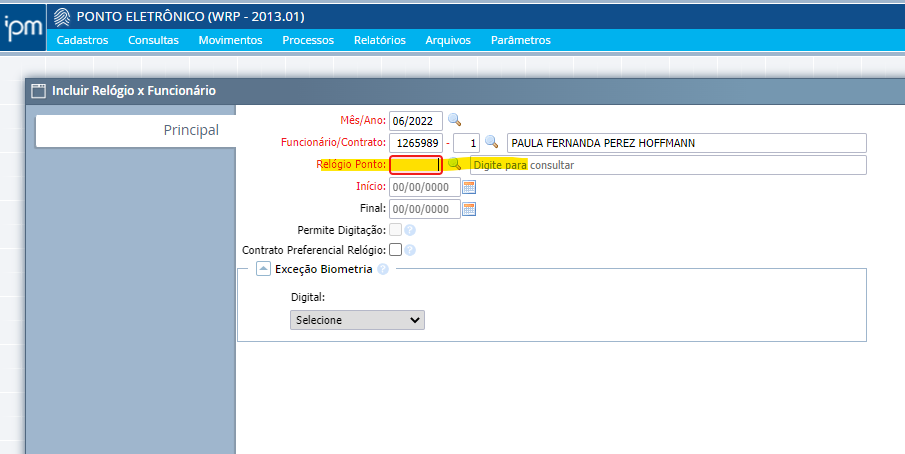 ipm
PONTO ELETRÔNICO (WRP - 2013.01)
Cadastros Consultas Movimentos Processos Relatórios Arquivos Parâmetros
Incluir Relógio x Funcionário
Principal
Mês/Ano: 06/2022
Funcionário/Contrato: 1265989 - 1 PAULA FERNANDA PEREZ HOFFMANN
Relógio Ponto: Digite para consultar
Início: 00/00/0000
Final: 00/00/0000
Permite Digitação: ?
Contrato Preferencial Relógio: ?
Exceção Biometria ?
Digital:
Selecione